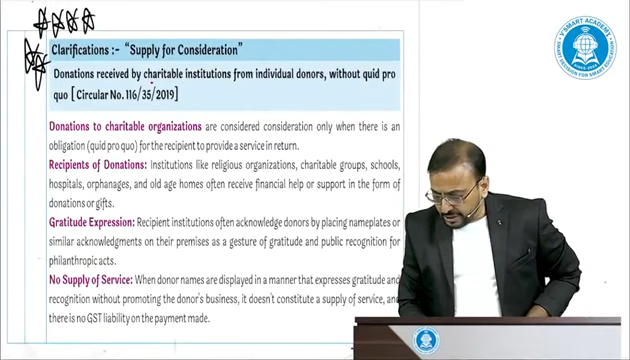 Clarifications :- "Supply for Consideration"
Donations received by charitable institutions from individual donors, without quid pro
quo [ Circular No. 116/35/2019]
Donations to charitable organizations are considered consideration only when there is an
obligation (quid pro quo) for the recipient to provide a service in return.
Recipients of Donations: Institutions like religious organizations, charitable groups, schools,
hospitals, orphanages, and old age homes often receive financial help or support in the form of
donations or gifts.
Gratitude Expression: Recipient institutions often acknowledge donors by placing nameplates or
similar acknowledgments on their premises as a gesture of gratitude and public recognition for
philanthropic acts.
No Supply of Service: When donor names are displayed in a manner that expresses gratitude and
recognition without promoting the donor's business, it doesn't constitute a supply of service, and
there is no GST liability on the payment made.
V'SMART ACADEMY